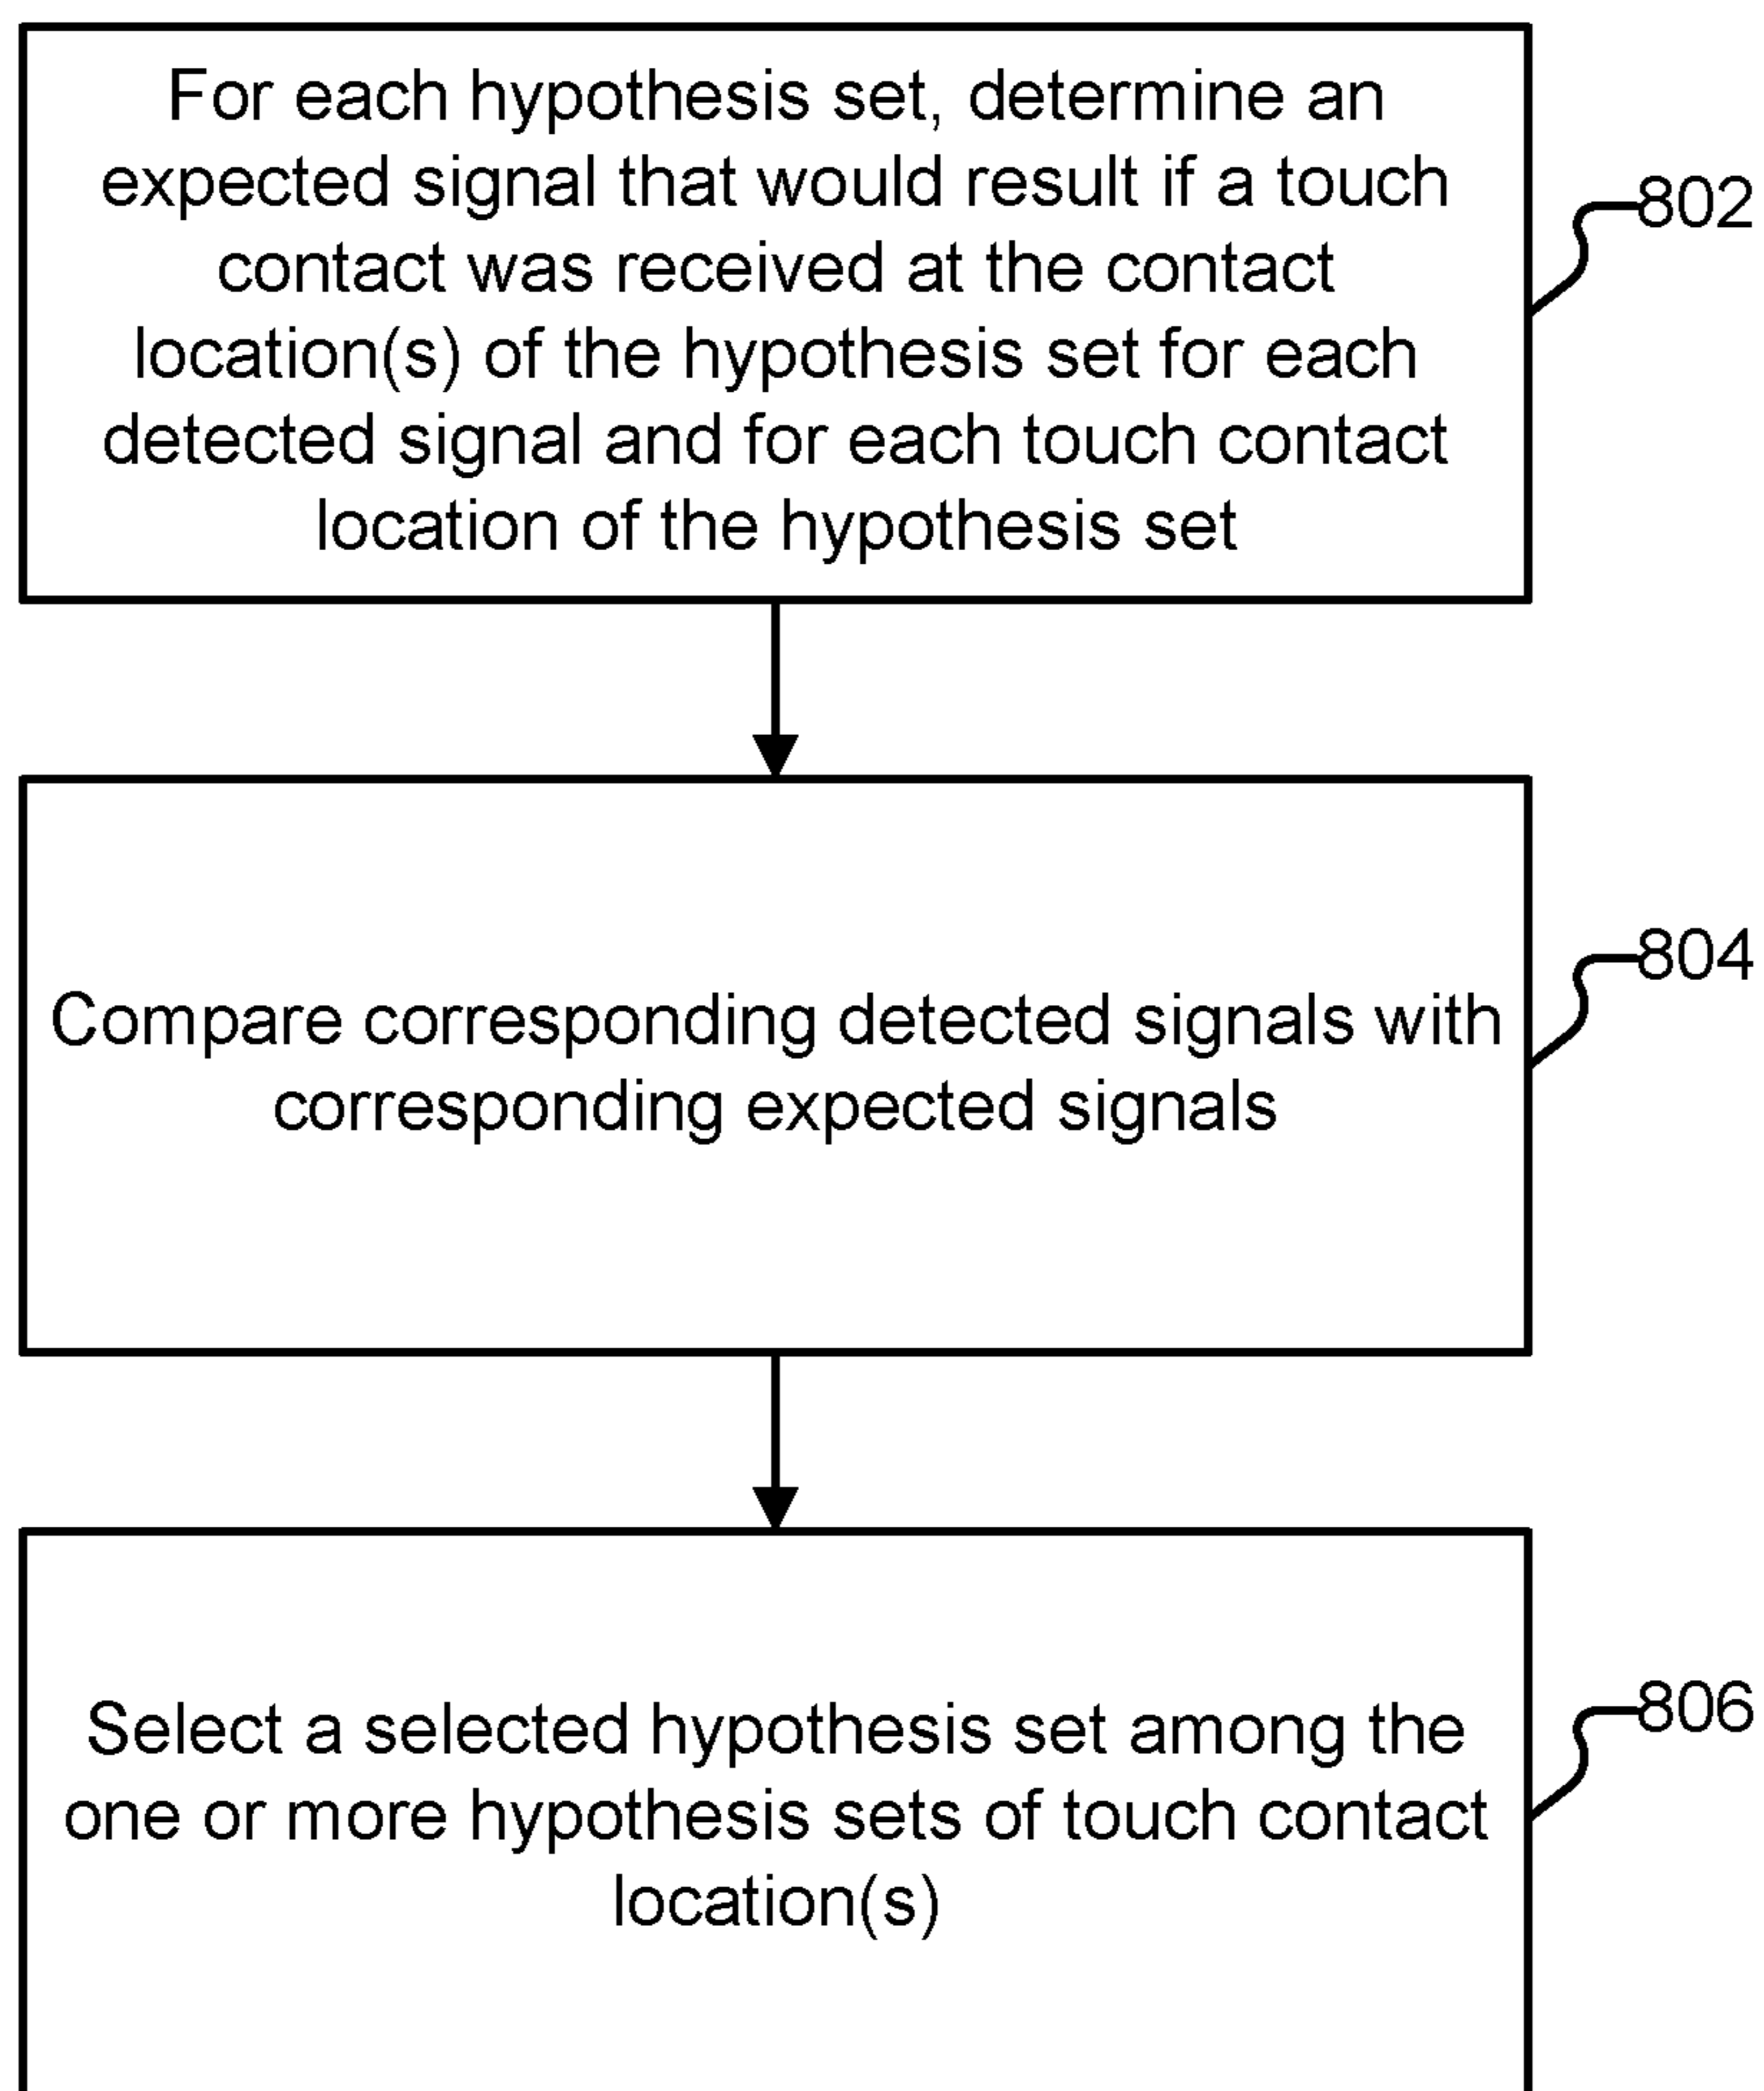 For each hypothesis set, determine an
expected signal that would result if a touch
contact was received at the contact
location(s) of the hypothesis set for each
detected signal and for each touch contact
location of the hypothesis set
802
Compare corresponding detected signals with
corresponding expected signals
804
Select a selected hypothesis set among the
one or more hypothesis sets of touch contact
location(s)
806